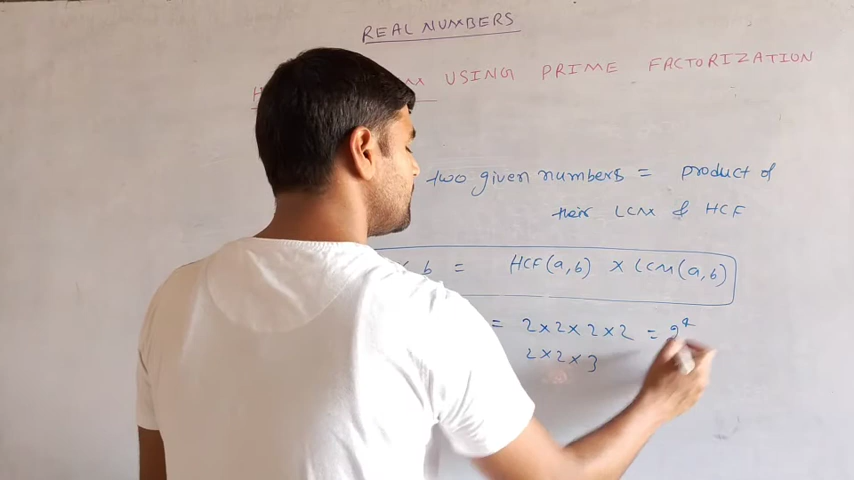 REAL NUMBERS
USING PRIME FACTORIZATION
two given numbers = product of
their LCM & HCF
b = HCF(a,b) × LCM(a,b)
= 2×2×2×2 = 2⁴
2×2×3